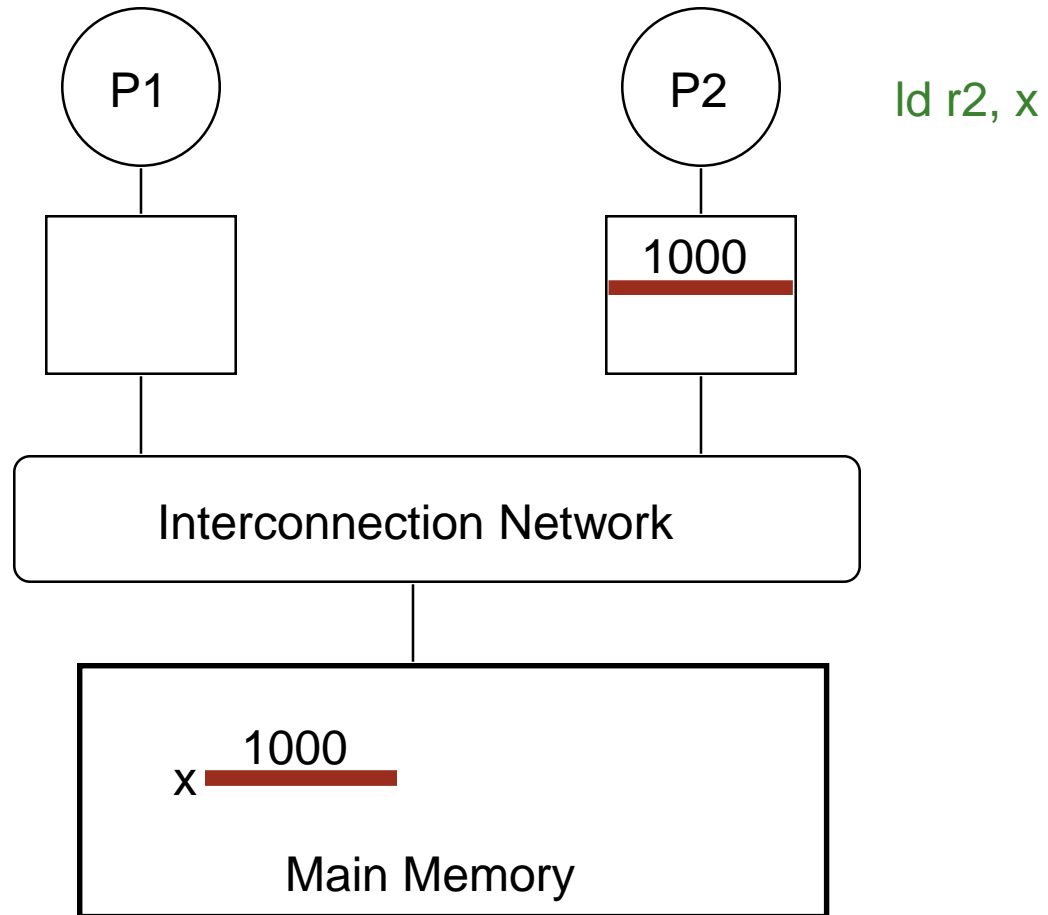 P1
P2
ld r2, x
1000
Interconnection Network
1000
x
Main Memory